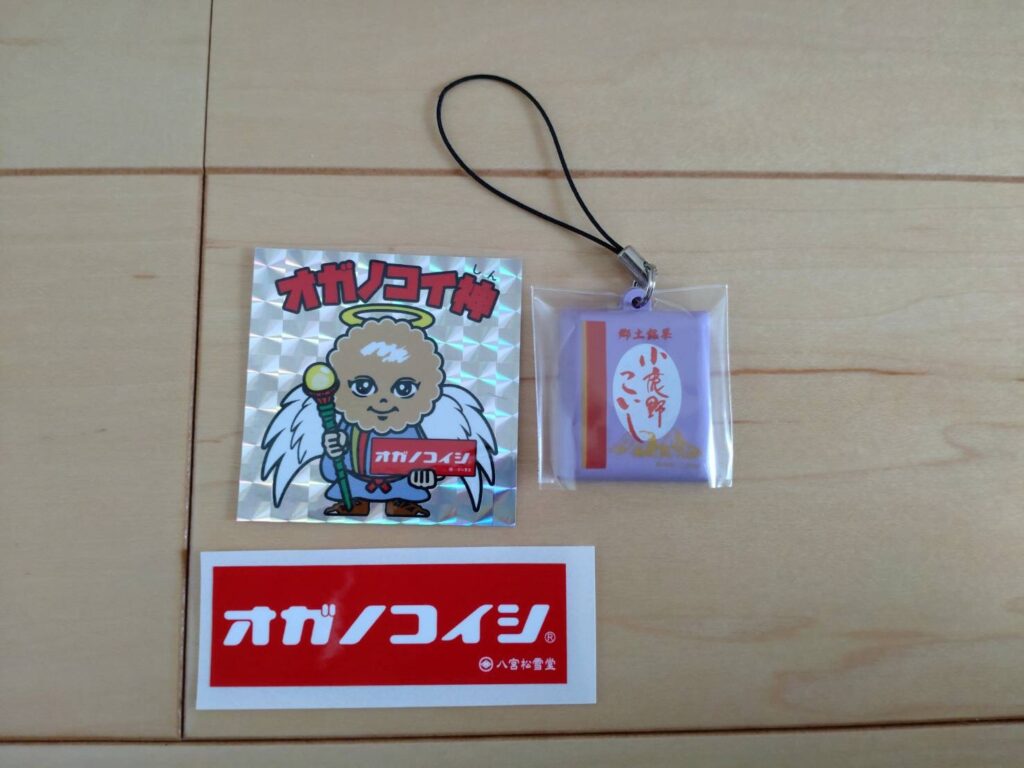 しん
オガノコイ神
オガノコイシ
郷土銘菓
小鹿野
こいし
オガノコイシ®
八宮松雪堂